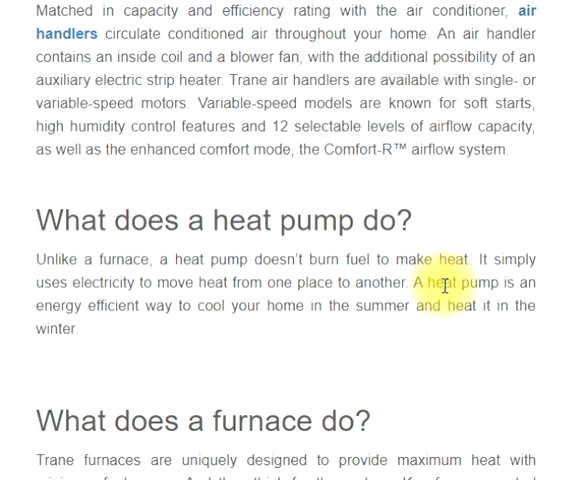 Matched in capacity and efficiency rating with the air conditioner, air
handlers circulate conditioned air throughout your home. An air handler
contains an inside coil and a blower fan, with the additional possibility of an
auxiliary electric strip heater. Trane air handlers are available with single- or
variable-speed motors. Variable-speed models are known for soft starts,
high humidity control features and 12 selectable levels of airflow capacity,
as well as the enhanced comfort mode, the Comfort-R™ airflow system.
What does a heat pump do?
Unlike a furnace, a heat pump doesn't burn fuel to make heat. It simply
uses electricity to move heat from one place to another. A heat pump is an
energy efficient way to cool your home in the summer and heat it in the
winter.
What does a furnace do?
Trane furnaces are uniquely designed to provide maximum heat with